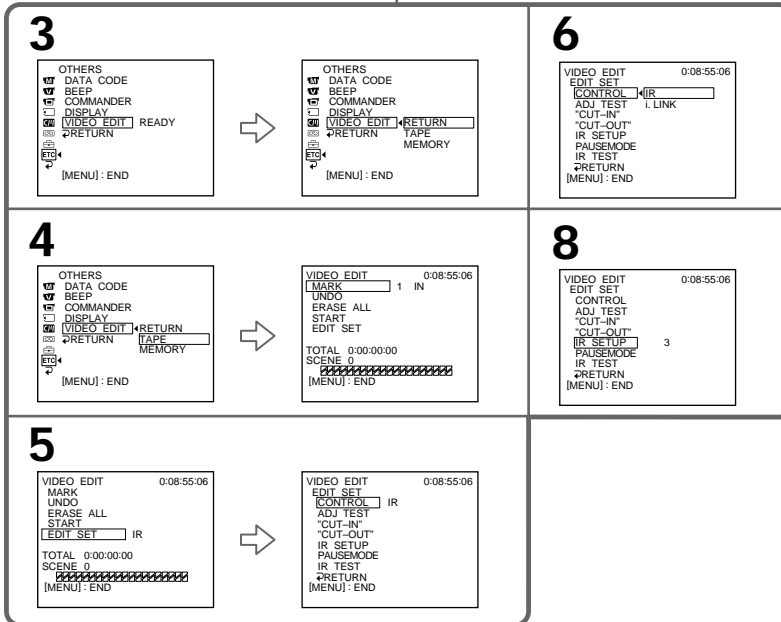 3
OTHERS
DATA CODE
BEEP
COMMANDER
DISPLAY
VIDEO EDIT READY
RETURN
ETC
[MENU] : END
OTHERS
DATA CODE
BEEP
COMMANDER
DISPLAY
VIDEO EDIT RETURN
RETURN TAPE
MEMORY
ETC
[MENU] : END
6
VIDEO EDIT 0:08:55:06
EDIT SET
CONTROL IR
ADJ TEST i. LINK
"CUT–IN"
"CUT–OUT"
IR SETUP
PAUSEMODE
IR TEST
RETURN
[MENU] : END
4
OTHERS
DATA CODE
BEEP
COMMANDER
DISPLAY
VIDEO EDIT RETURN
RETURN TAPE
MEMORY
ETC
[MENU] : END
VIDEO EDIT 0:08:55:06
MARK 1 IN
UNDO
ERASE ALL
START
EDIT SET
TOTAL 0:00:00:00
SCENE 0
[MENU] : END
8
VIDEO EDIT 0:08:55:06
EDIT SET
CONTROL
ADJ TEST
"CUT–IN"
"CUT–OUT"
IR SETUP 3
PAUSEMODE
IR TEST
RETURN
[MENU] : END
5
VIDEO EDIT 0:08:55:06
MARK
UNDO
ERASE ALL
START
EDIT SET IR
TOTAL 0:00:00:00
SCENE 0
[MENU] : END
VIDEO EDIT 0:08:55:06
EDIT SET
CONTROL IR
ADJ TEST
"CUT–IN"
"CUT–OUT"
IR SETUP
PAUSEMODE
IR TEST
RETURN
[MENU] : END